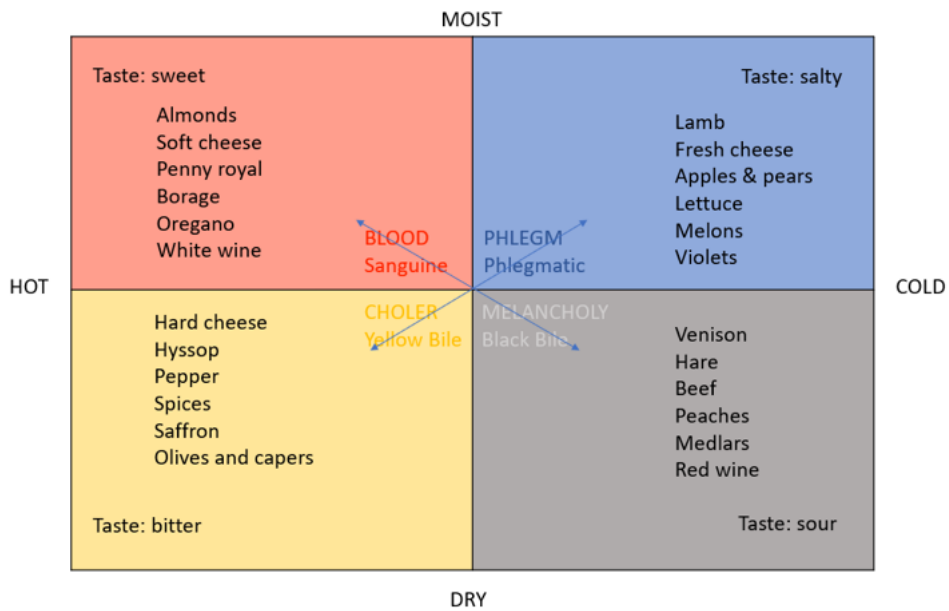 MOIST
Taste: sweet
Almonds
Soft cheese
Penny royal
Borage
Oregano
White wine
BLOOD
Sanguine
Taste: salty
Lamb
Fresh cheese
Apples & pears
Lettuce
Melons
Violets
PHLEGM
Phlegmatic
HOT
COLD
CHOLER
Yellow Bile
Hard cheese
Hyssop
Pepper
Spices
Saffron
Olives and capers
Taste: bitter
MELANCHOLY
Black Bile
Venison
Hare
Beef
Peaches
Medlars
Red wine
Taste: sour
DRY